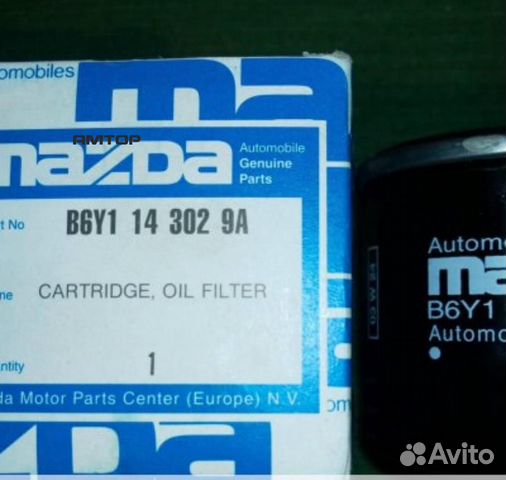 omobiles
ma
AMTOP
mazda
Automobile
Genuine
Parts
t No B6Y1 14 302 9A
me CARTRIDGE, OIL FILTER
ntity 1
da Motor Parts Center (Europe) N.V.
om
Automo
ma
B6Y1
Automo
Avito